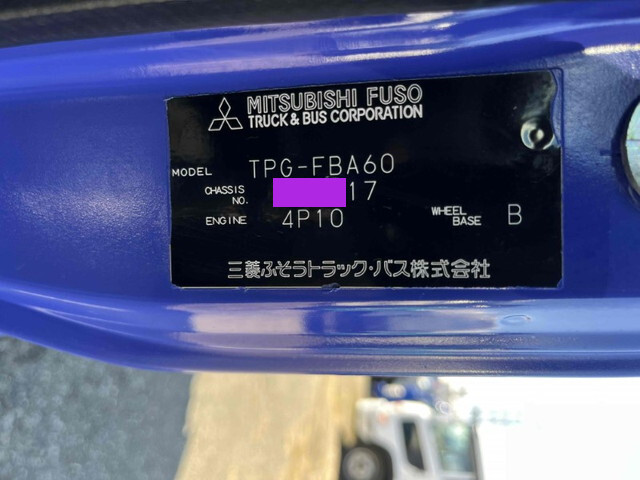 MITSUBISHI FUSO
TRUCK & BUS CORPORATION
MODEL TPG-FBA60
CHASSIS NO. 17
ENGINE 4P10 WHEEL BASE B
三菱ふそうトラック・バス株式会社